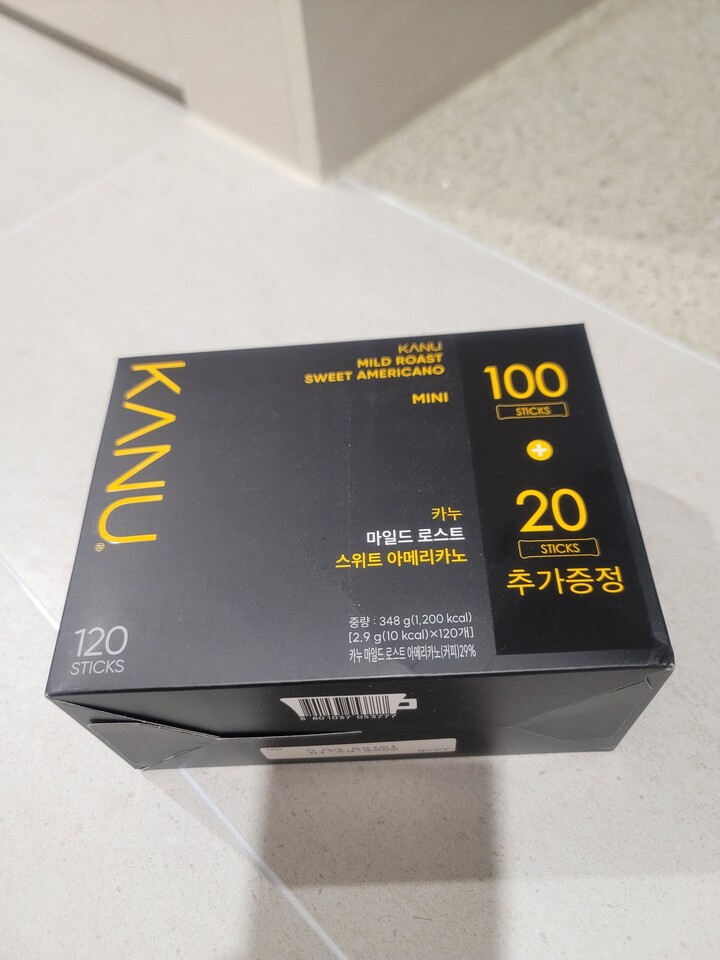 KANU®
KANU
MILD ROAST
SWEET AMERICANO
MINI
카누
마일드 로스트
스위트 아메리카노
중량 : 348 g(1,200 kcal)
[2.9 g(10 kcal)×120개]
카누 마일드 로스트 아메리카노(커피)29%
120
STICKS
100
STICKS
+
20
STICKS
추가증정
8 801037 053777